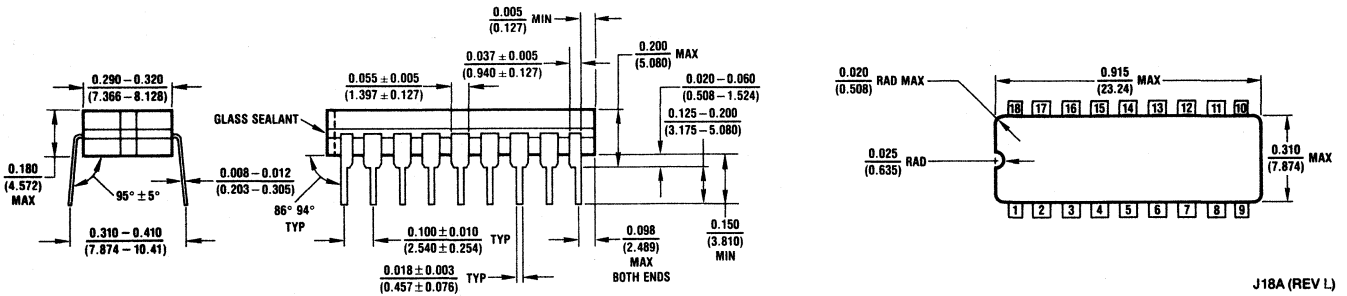 0.290 – 0.320
(7.366 – 8.128)
0.180
(4.572)
MAX
95° ± 5°
0.310 – 0.410
(7.874 – 10.41)
0.008 – 0.012
(0.203 – 0.305)
GLASS SEALANT
0.055 ± 0.005
(1.397 ± 0.127)
0.005
(0.127)
MIN
0.037 ± 0.005
(0.940 ± 0.127)
0.200
(5.080)
MAX
0.020 – 0.060
(0.508 – 1.524)
0.125 – 0.200
(3.175 – 5.080)
86° 94°
TYP
0.100 ± 0.010
(2.540 ± 0.254)
TYP
0.018 ± 0.003
(0.457 ± 0.076)
TYP
0.098
(2.489)
MAX
BOTH ENDS
0.150
(3.810)
MIN
0.020
(0.508)
RAD MAX
0.915
(23.24)
MAX
18 17 16 15 14 13 12 11 10
0.025
(0.635)
RAD
0.310
(7.874)
MAX
1 2 3 4 5 6 7 8 9
J18A (REV L)